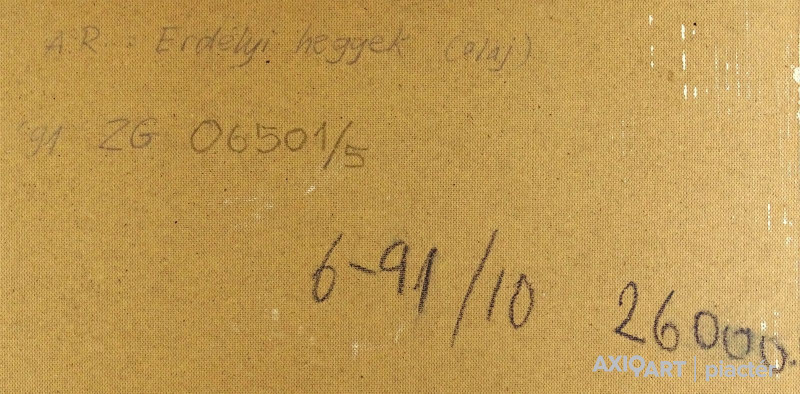 A.R.: Erdélyi hegyek (olaj)
'91 ZG 06501/5
6-91/10 26000.
AXIOART | piactér